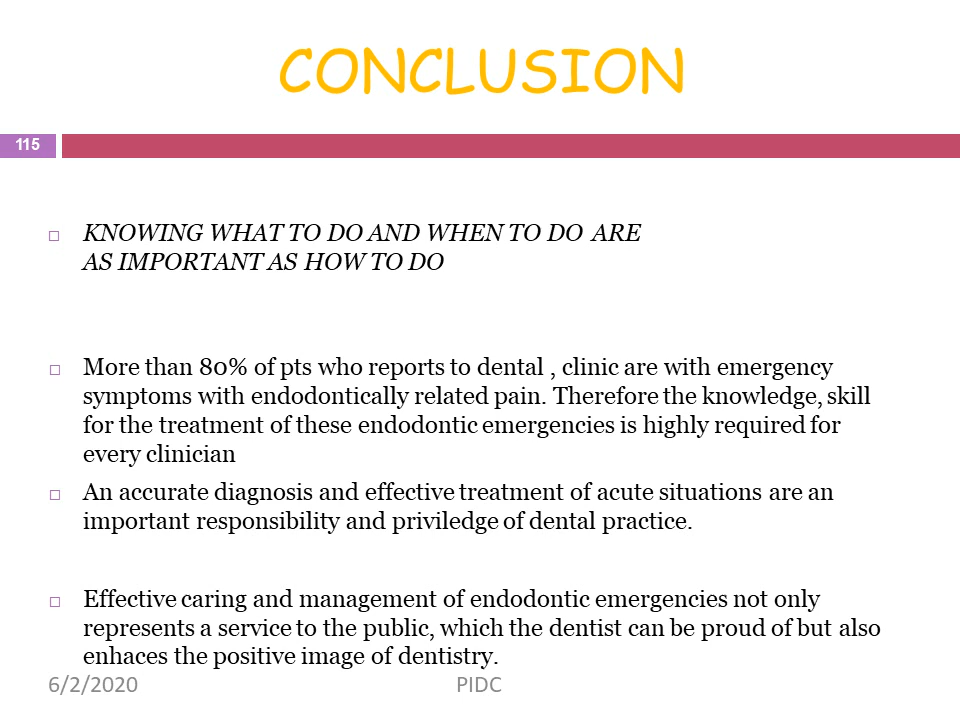 CONCLUSION
115
KNOWING WHAT TO DO AND WHEN TO DO ARE
AS IMPORTANT AS HOW TO DO
More than 80% of pts who reports to dental , clinic are with emergency
symptoms with endodontically related pain. Therefore the knowledge, skill
for the treatment of these endodontic emergencies is highly required for
every clinician
An accurate diagnosis and effective treatment of acute situations are an
important responsibility and priviledge of dental practice.
Effective caring and management of endodontic emergencies not only
represents a service to the public, which the dentist can be proud of but also
enhaces the positive image of dentistry.
6/2/2020 PIDC